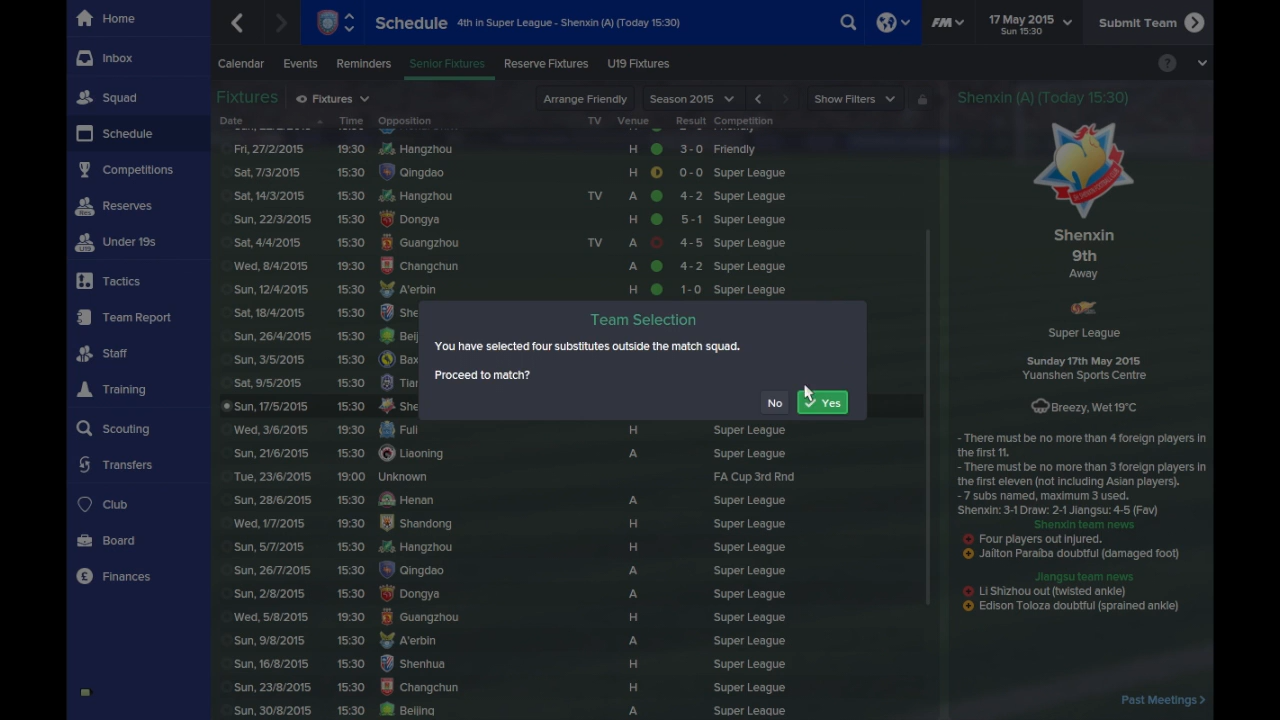 Home
Inbox
Squad
Schedule
Competitions
Reserves
Under 19s
Tactics
Team Report
Staff
Training
Scouting
Transfers
Club
Board
Finances
Schedule 4th in Super League - Shenxin (A) (Today 15:30)
FM
17 May 2015
Sun 15:30
Submit Team
Calendar Events Reminders Senior Fixtures Reserve Fixtures U19 Fixtures
Fixtures Fixtures Arrange Friendly Season 2015 Show Filters
Date Time Opposition TV Venue Result Competition
Fri, 27/2/2015 19:30 Hangzhou H 3 - 0 Friendly
Sat, 7/3/2015 15:30 Qingdao H 0 - 0 Super League
Sat, 14/3/2015 15:30 Hangzhou TV A 4 - 2 Super League
Sun, 22/3/2015 15:30 Dongya H 5 - 1 Super League
Sat, 4/4/2015 15:30 Guangzhou TV A 4 - 5 Super League
Wed, 8/4/2015 19:30 Changchun A 4 - 2 Super League
Sun, 12/4/2015 15:30 A'erbin H 1 - 0 Super League
Sat, 18/4/2015 15:30 She
Sun, 26/4/2015 15:30 Beij
Sun, 3/5/2015 15:30 Bax
Sat, 9/5/2015 15:30 Tian
Sun, 17/5/2015 15:30 She
Wed, 3/6/2015 19:30 Fuli H Super League
Sun, 21/6/2015 15:30 Liaoning A Super League
Tue, 23/6/2015 19:00 Unknown FA Cup 3rd Rnd
Sun, 28/6/2015 15:30 Henan A Super League
Wed, 1/7/2015 19:30 Shandong H Super League
Sun, 5/7/2015 15:30 Hangzhou H Super League
Sun, 26/7/2015 15:30 Qingdao A Super League
Sun, 2/8/2015 15:30 Dongya A Super League
Wed, 5/8/2015 19:30 Guangzhou H Super League
Sun, 9/8/2015 15:30 A'erbin A Super League
Sun, 16/8/2015 15:30 Shenhua H Super League
Sun, 23/8/2015 15:30 Changchun H Super League
Sun, 30/8/2015 15:30 Beijing A Super League
Team Selection
You have selected four substitutes outside the match squad.
Proceed to match?
No Yes
Shenxin (A) (Today 15:30)
Shenxin
9th
Away
Super League
Sunday 17th May 2015
Yuanshen Sports Centre
Breezy, Wet 19°C
- There must be no more than 4 foreign players in
the first 11.
- There must be no more than 3 foreign players in
the first eleven (not including Asian players).
- 7 subs named, maximum 3 used.
Shenxin: 3-1 Draw: 2-1 Jiangsu: 4-5 (Fav)
Shenxin team news
Four players out injured.
Jaílton Paraíba doubtful (damaged foot)
Jiangsu team news
Li Shizhou out (twisted ankle)
Edison Toloza doubtful (sprained ankle)
Past Meetings >